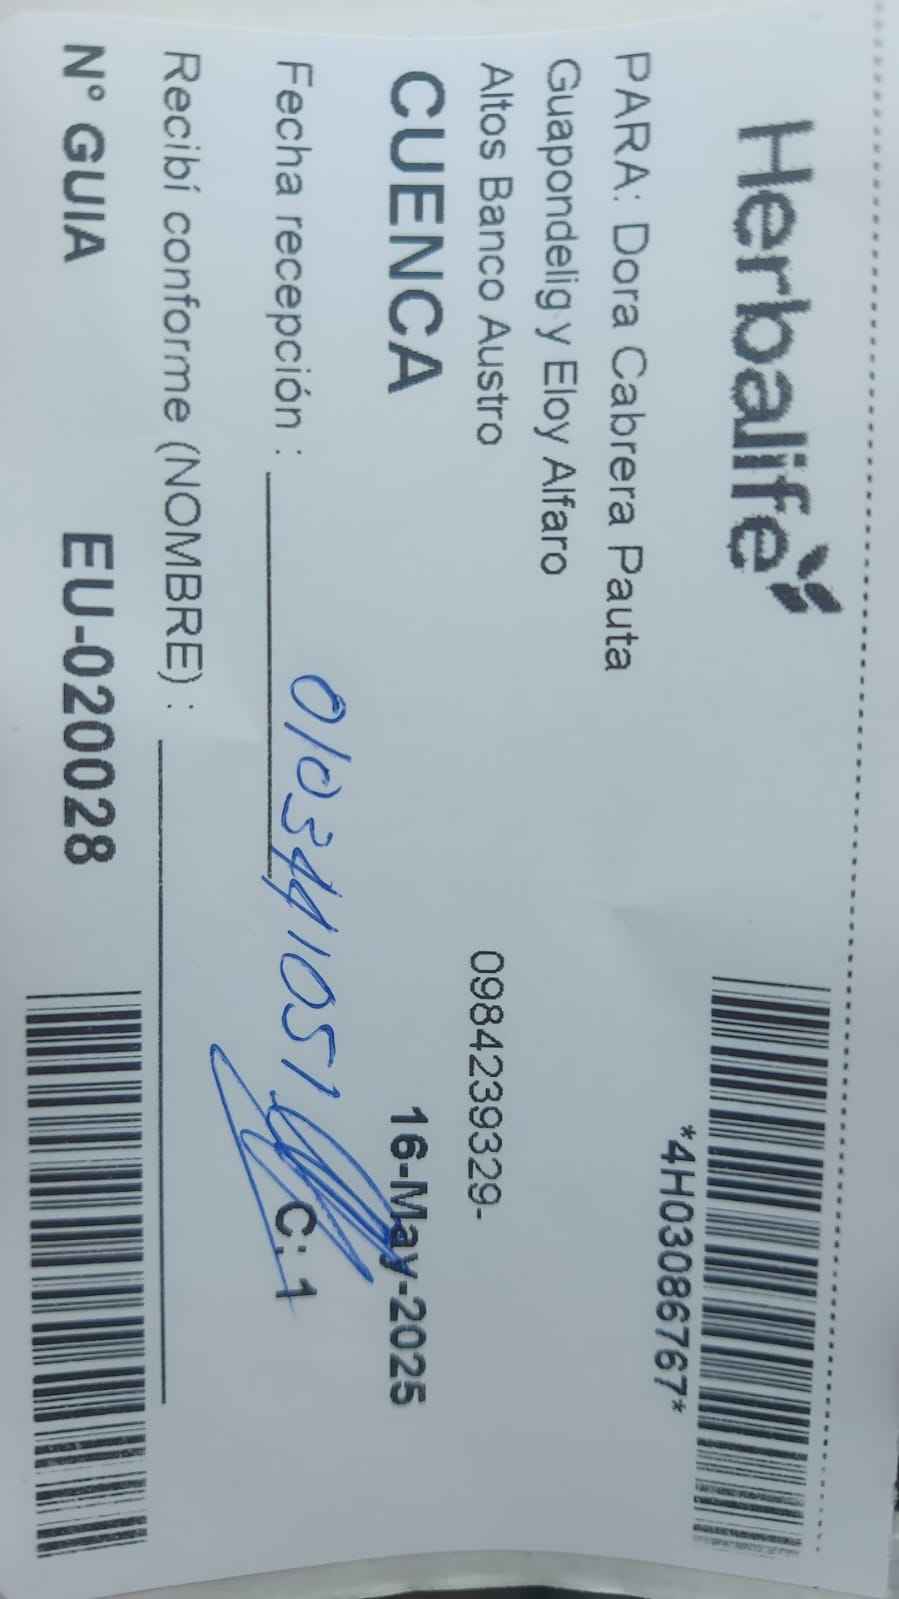 Herbalife
*4H03086767*
PARA: Dora Cabrera Pauta
Guapondelig y Eloy Alfaro
Altos Banco Austro
0984239329-
CUENCA
16-May-2025
Fecha recepción :
0103441051
C: 1
Recibí conforme (NOMBRE) :
N° GUIA
EU-020028